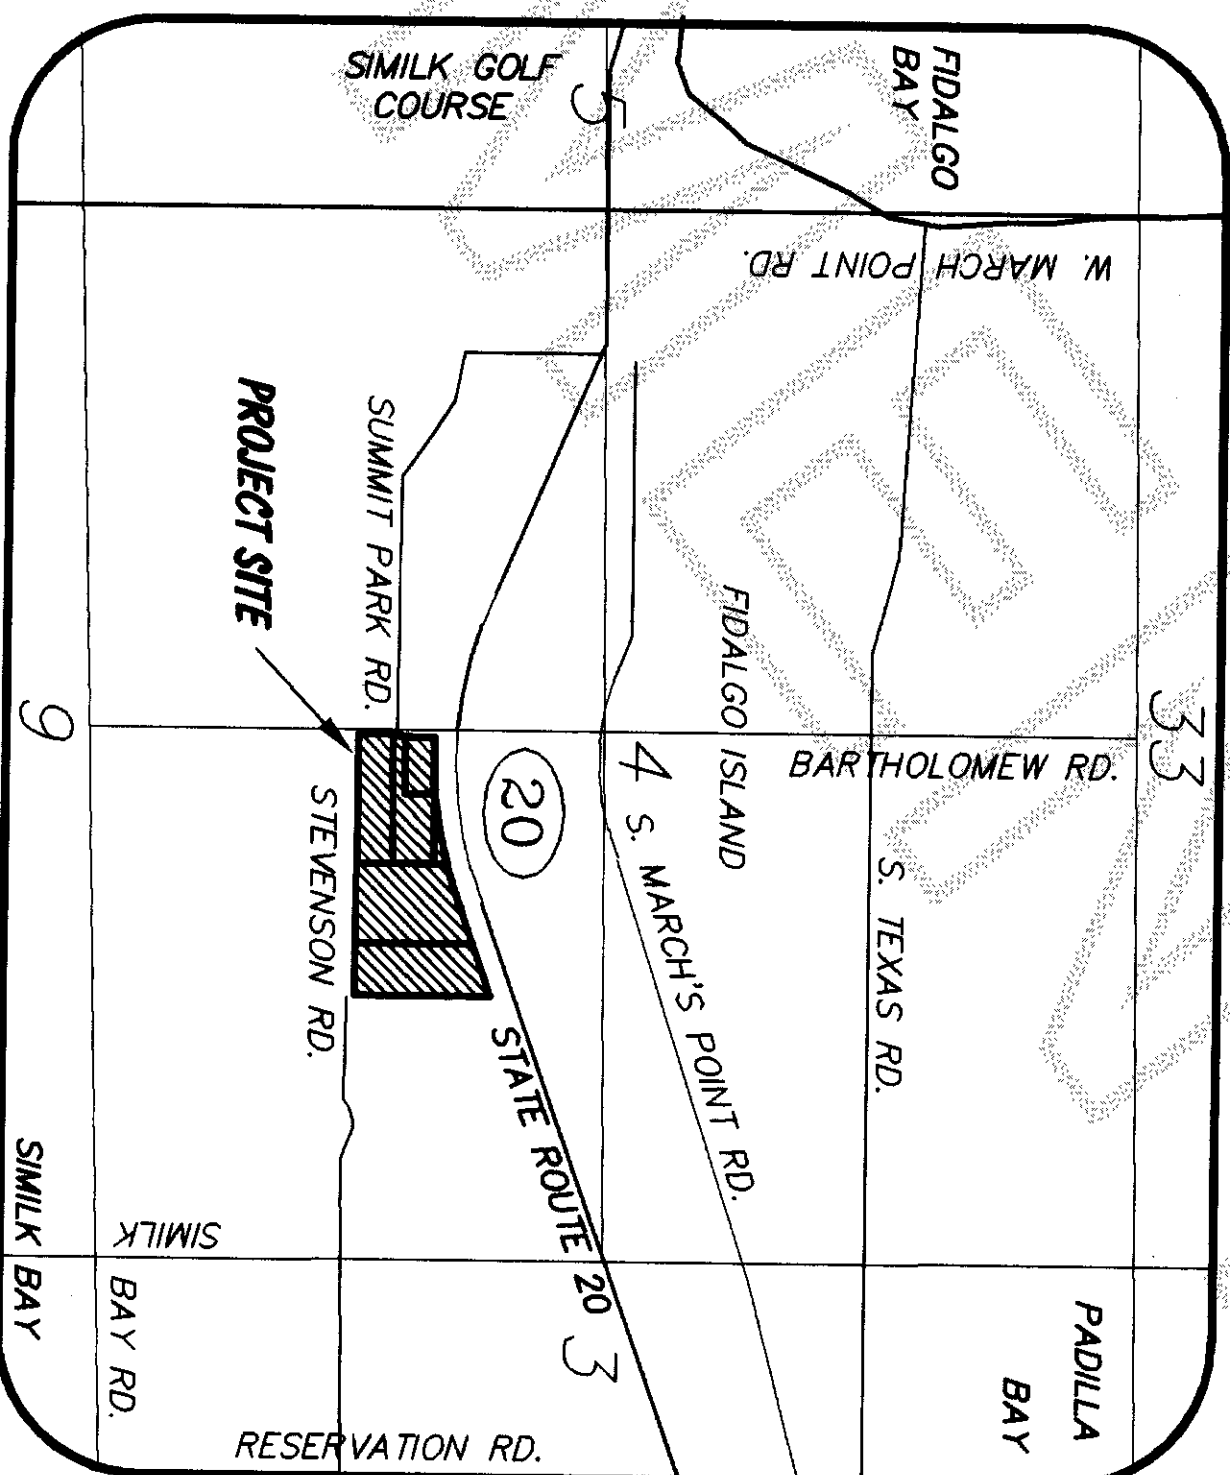 SIMILK GOLF
COURSE
5
FIDALGO
BAY
W. MARCH POINT RD.
PROJECT SITE
SUMMIT PARK RD.
FIDALGO ISLAND
33
BARTHOLOMEW RD.
9
4
20
S. MARCH'S POINT RD.
S. TEXAS RD.
STEVENSON RD.
STATE ROUTE 20
SIMILK BAY
SIMILK
BAY RD.
3
PADILLA
BAY
RESERVATION RD.